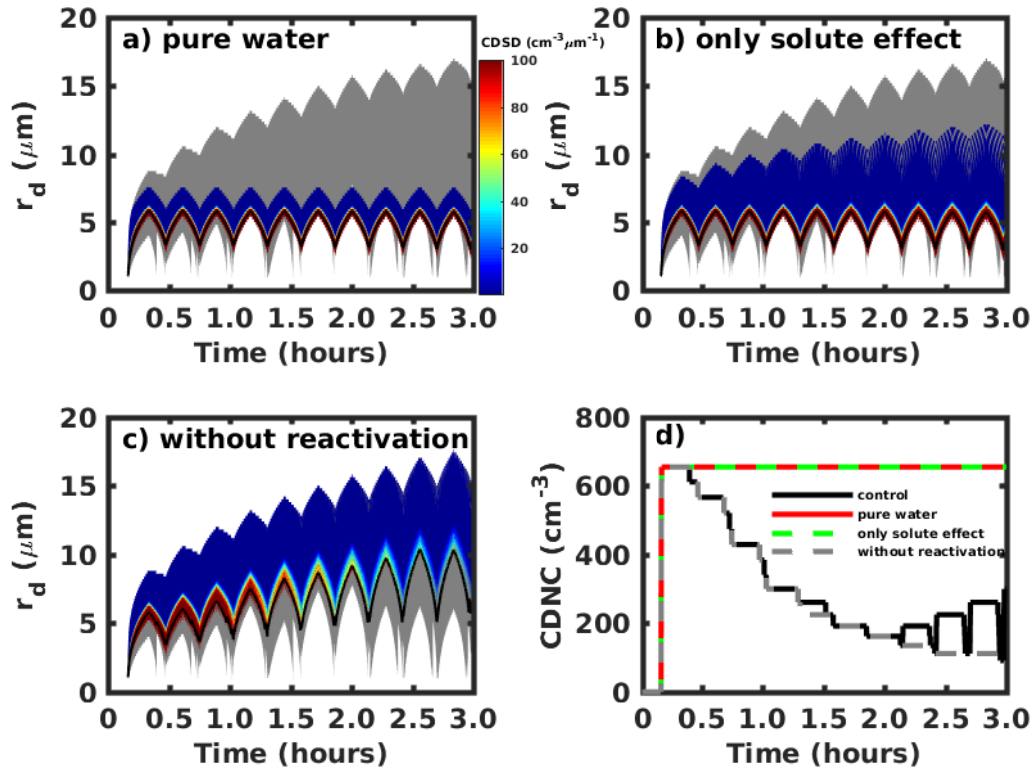 a) pure water
CDSD (cm⁻³μm⁻¹)
100
80
60
40
20
20
15
10
5
0
r_d (μm)
0 0.5 1.0 1.5 2.0 2.5 3.0
Time (hours)
b) only solute effect
20
15
10
5
0
r_d (μm)
0 0.5 1.0 1.5 2.0 2.5 3.0
Time (hours)
c) without reactivation
20
15
10
5
0
r_d (μm)
0 0.5 1.0 1.5 2.0 2.5 3.0
Time (hours)
d)
800
600
400
200
0
CDNC (cm⁻³)
control
pure water
only solute effect
without reactivation
0 0.5 1.0 1.5 2.0 2.5 3.0
Time (hours)